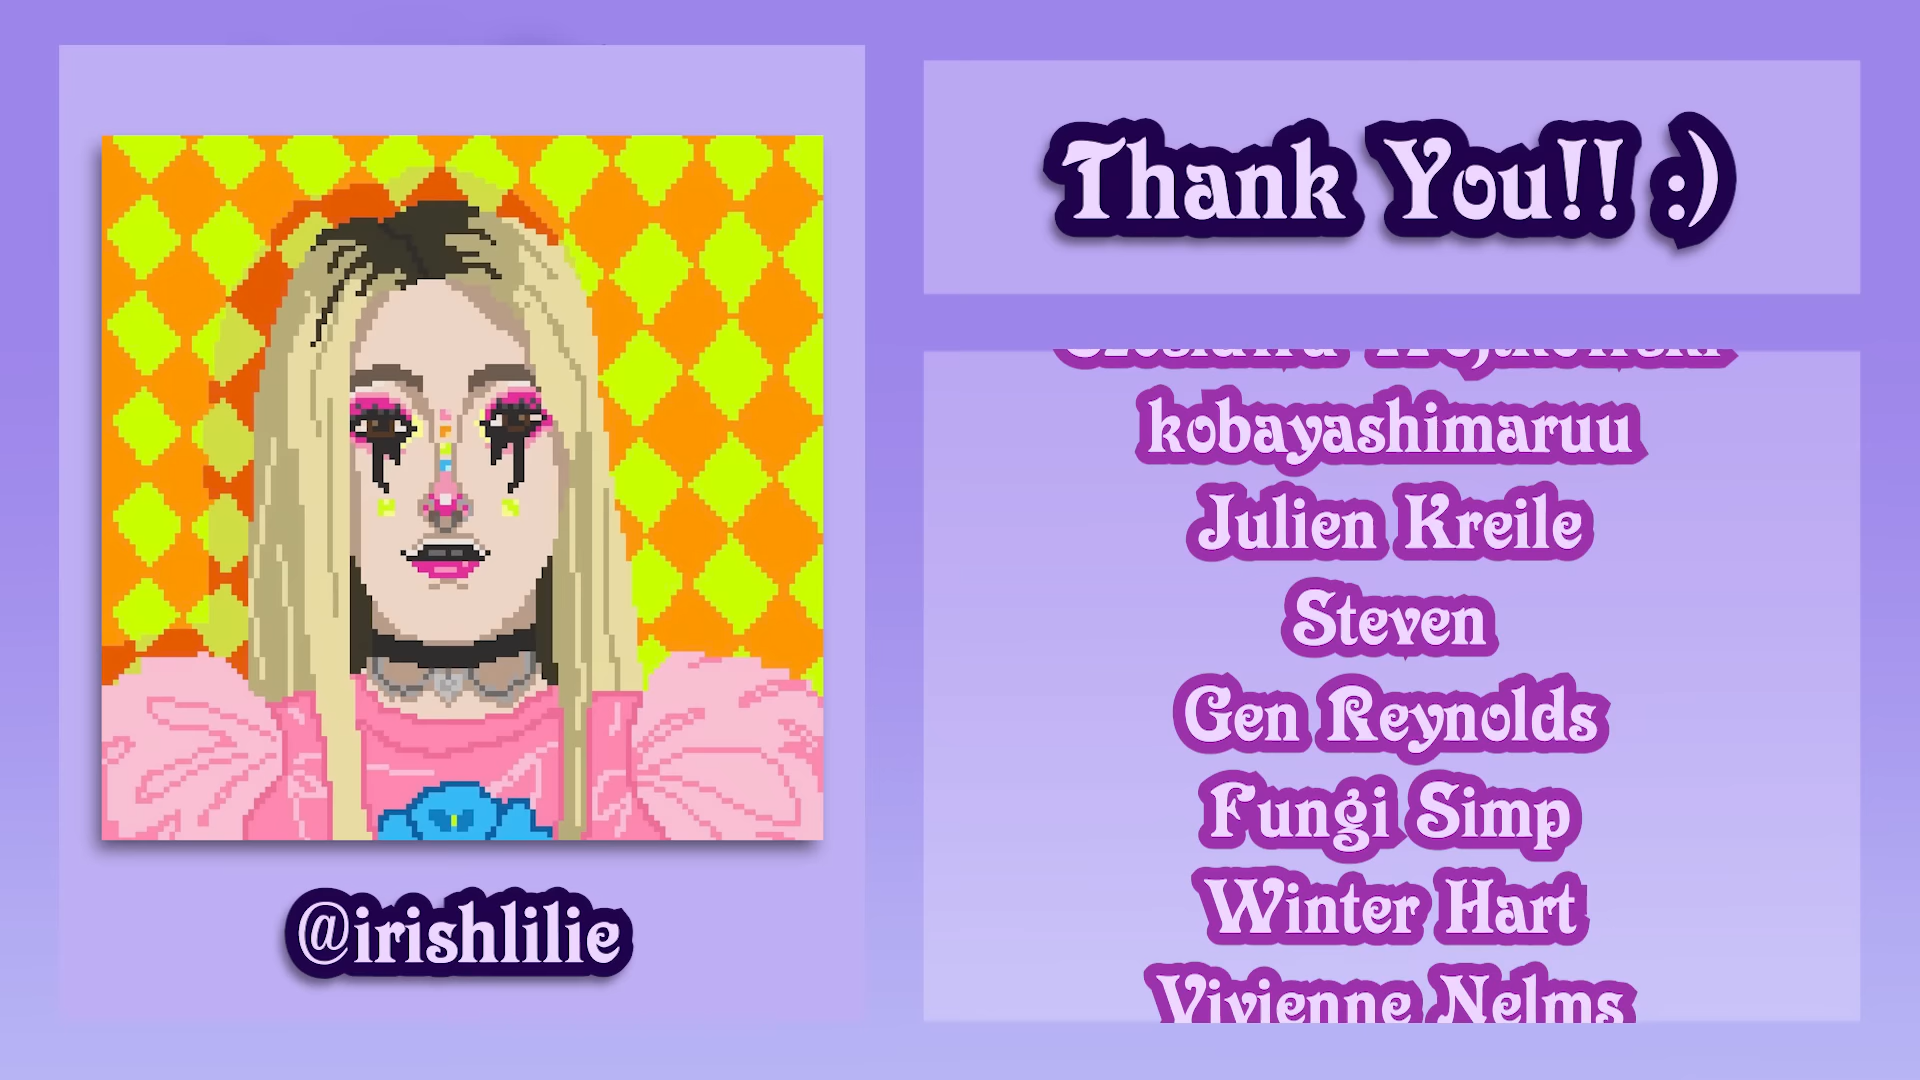 Thank You!! :)
kobayashimaruu
Julien Kreile
Steven
Gen Reynolds
Fungi Simp
Winter Hart
Vivienne Nelms
@irishlilie